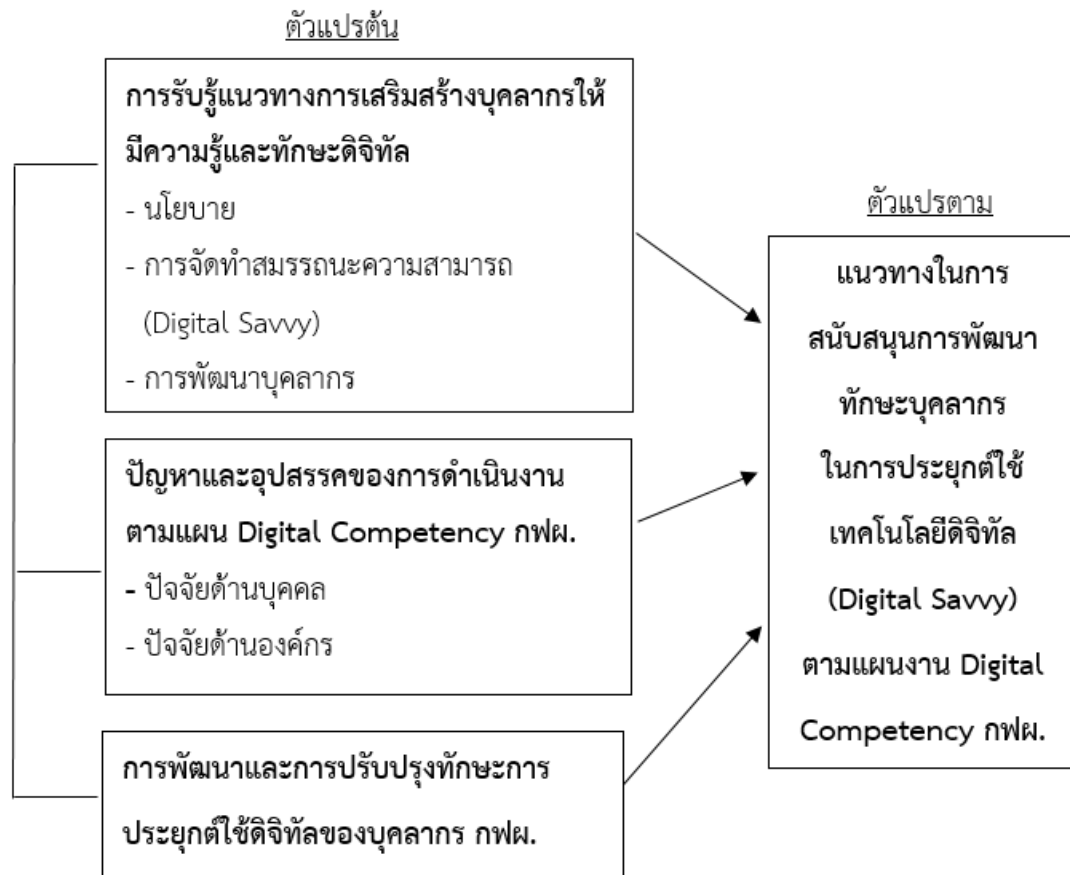 ตัวแปรต้น
การรับรู้แนวทางการเสริมสร้างบุคลากรให้
มีความรู้และทักษะดิจิทัล
- นโยบาย
- การจัดทำสมรรถนะความสามารถ
(Digital Savvy)
- การพัฒนาบุคลากร
ปัญหาและอุปสรรคของการดำเนินงาน
ตามแผน Digital Competency กฟผ.
- ปัจจัยด้านบุคคล
- ปัจจัยด้านองค์กร
การพัฒนาและการปรับปรุงทักษะการ
ประยุกต์ใช้ดิจิทัลของบุคลากร กฟผ.
ตัวแปรตาม
แนวทางในการ
สนับสนุนการพัฒนา
ทักษะบุคลากร
ในการประยุกต์ใช้
เทคโนโลยีดิจิทัล
(Digital Savvy)
ตามแผนงาน Digital
Competency กฟผ.